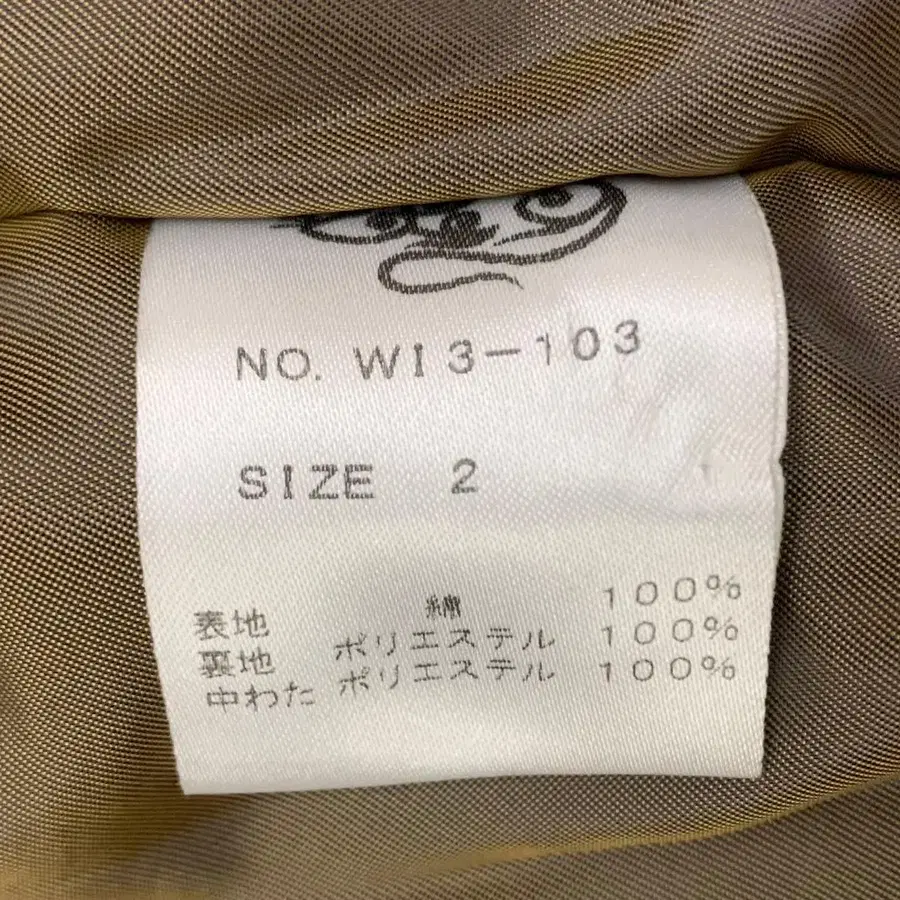 NO. WI3-103
SIZE 2
表地 綿 100%
裏地 ポリエステル 100%
中わた ポリエステル 100%